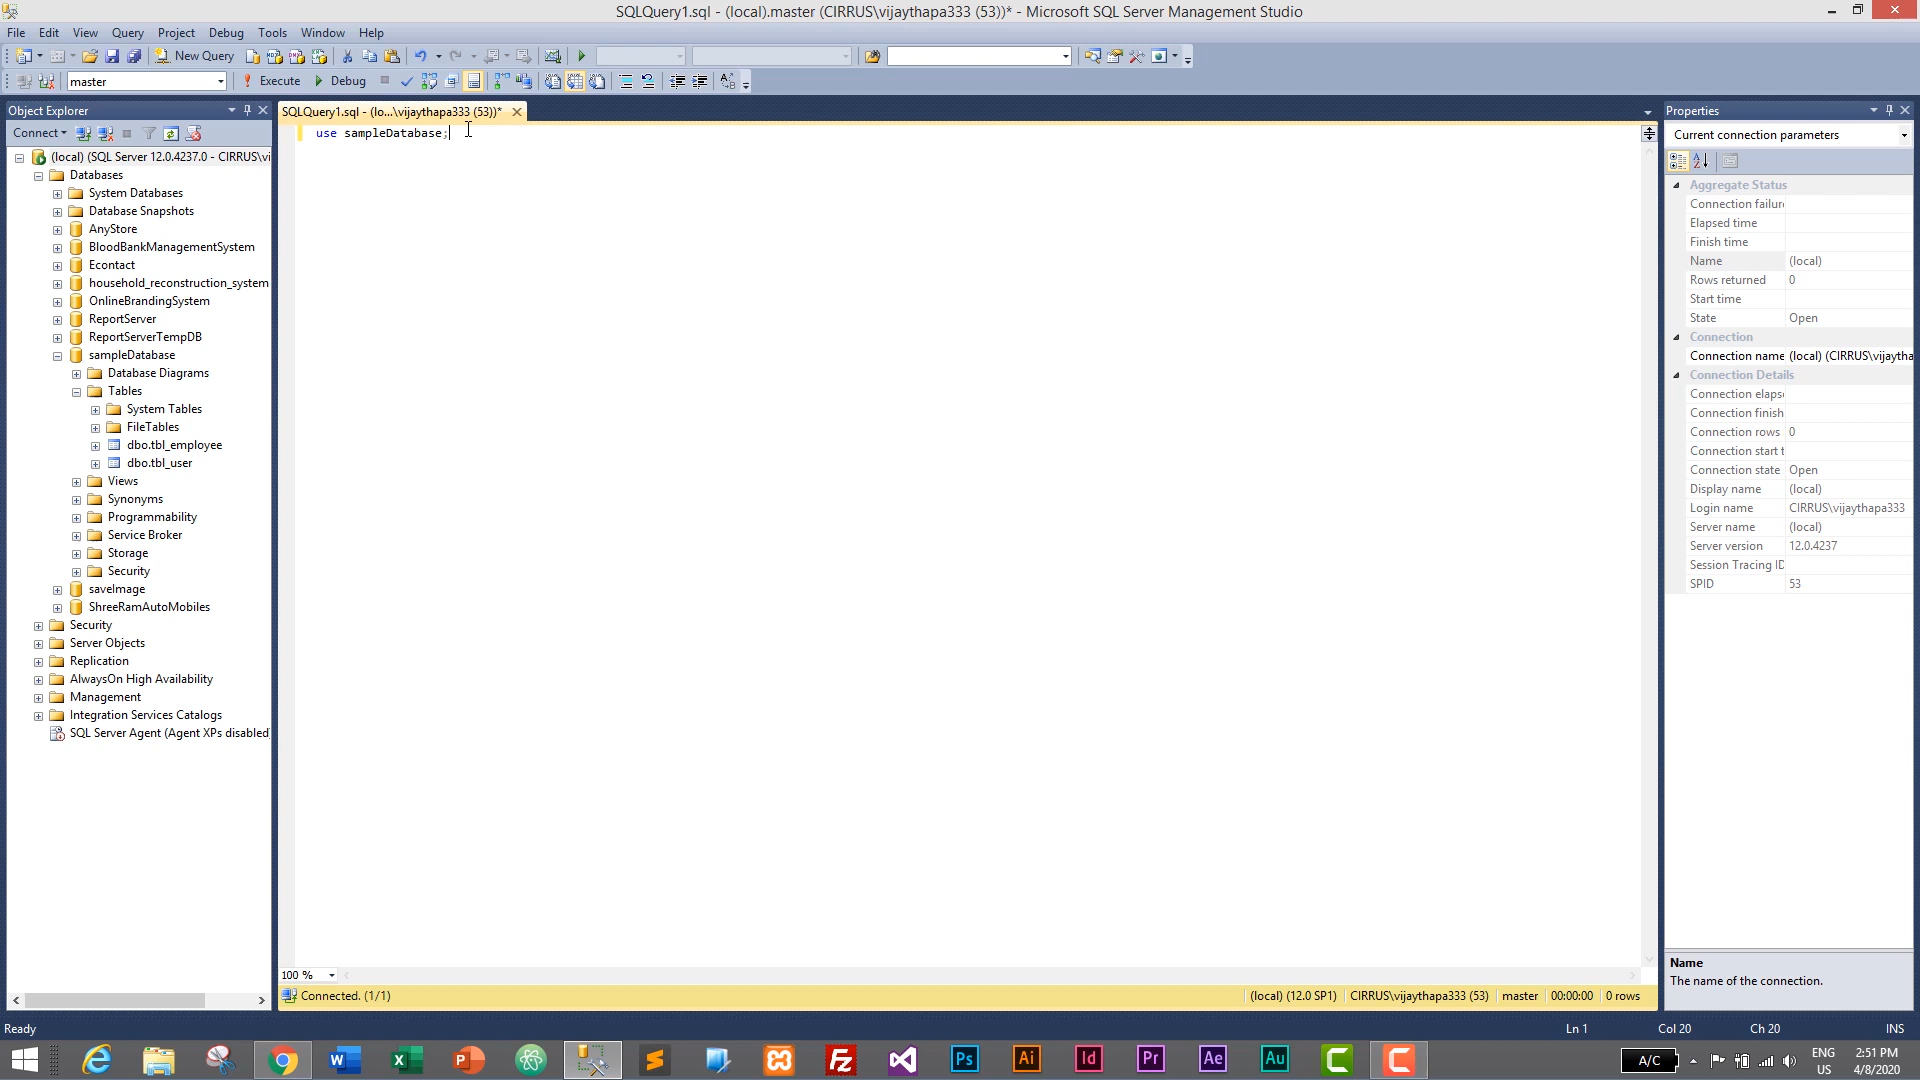 SQLQuery1.sql - (local).master (CIRRUS\vijaythapa333 (53))* - Microsoft SQL Server Management Studio
File Edit View Query Project Debug Tools Window Help
New Query
master Execute Debug
Object Explorer
Connect
(local) (SQL Server 12.0.4237.0 - CIRRUS\vi
Databases
System Databases
Database Snapshots
AnyStore
BloodBankManagementSystem
Econtact
household_reconstruction_system
OnlineBrandingSystem
ReportServer
ReportServerTempDB
sampleDatabase
Database Diagrams
Tables
System Tables
FileTables
dbo.tbl_employee
dbo.tbl_user
Views
Synonyms
Programmability
Service Broker
Storage
Security
saveImage
ShreeRamAutoMobiles
Security
Server Objects
Replication
AlwaysOn High Availability
Management
Integration Services Catalogs
SQL Server Agent (Agent XPs disabled)
SQLQuery1.sql - (lo...\vijaythapa333 (53))*
use sampleDatabase;
100 %
Connected. (1/1)
(local) (12.0 SP1) CIRRUS\vijaythapa333 (53) master 00:00:00 0 rows
Properties
Current connection parameters
Aggregate Status
Connection failure
Elapsed time
Finish time
Name (local)
Rows returned 0
Start time
State Open
Connection
Connection name (local) (CIRRUS\vijaytha
Connection Details
Connection elapse
Connection finish
Connection rows 0
Connection start t
Connection state Open
Display name (local)
Login name CIRRUS\vijaythapa333
Server name (local)
Server version 12.0.4237
Session Tracing ID
SPID 53
Name
The name of the connection.
Ready Ln 1 Col 20 Ch 20 INS
Ps Ai Id Pr Ae Au
A/C
ENG
US
2:51 PM
4/8/2020